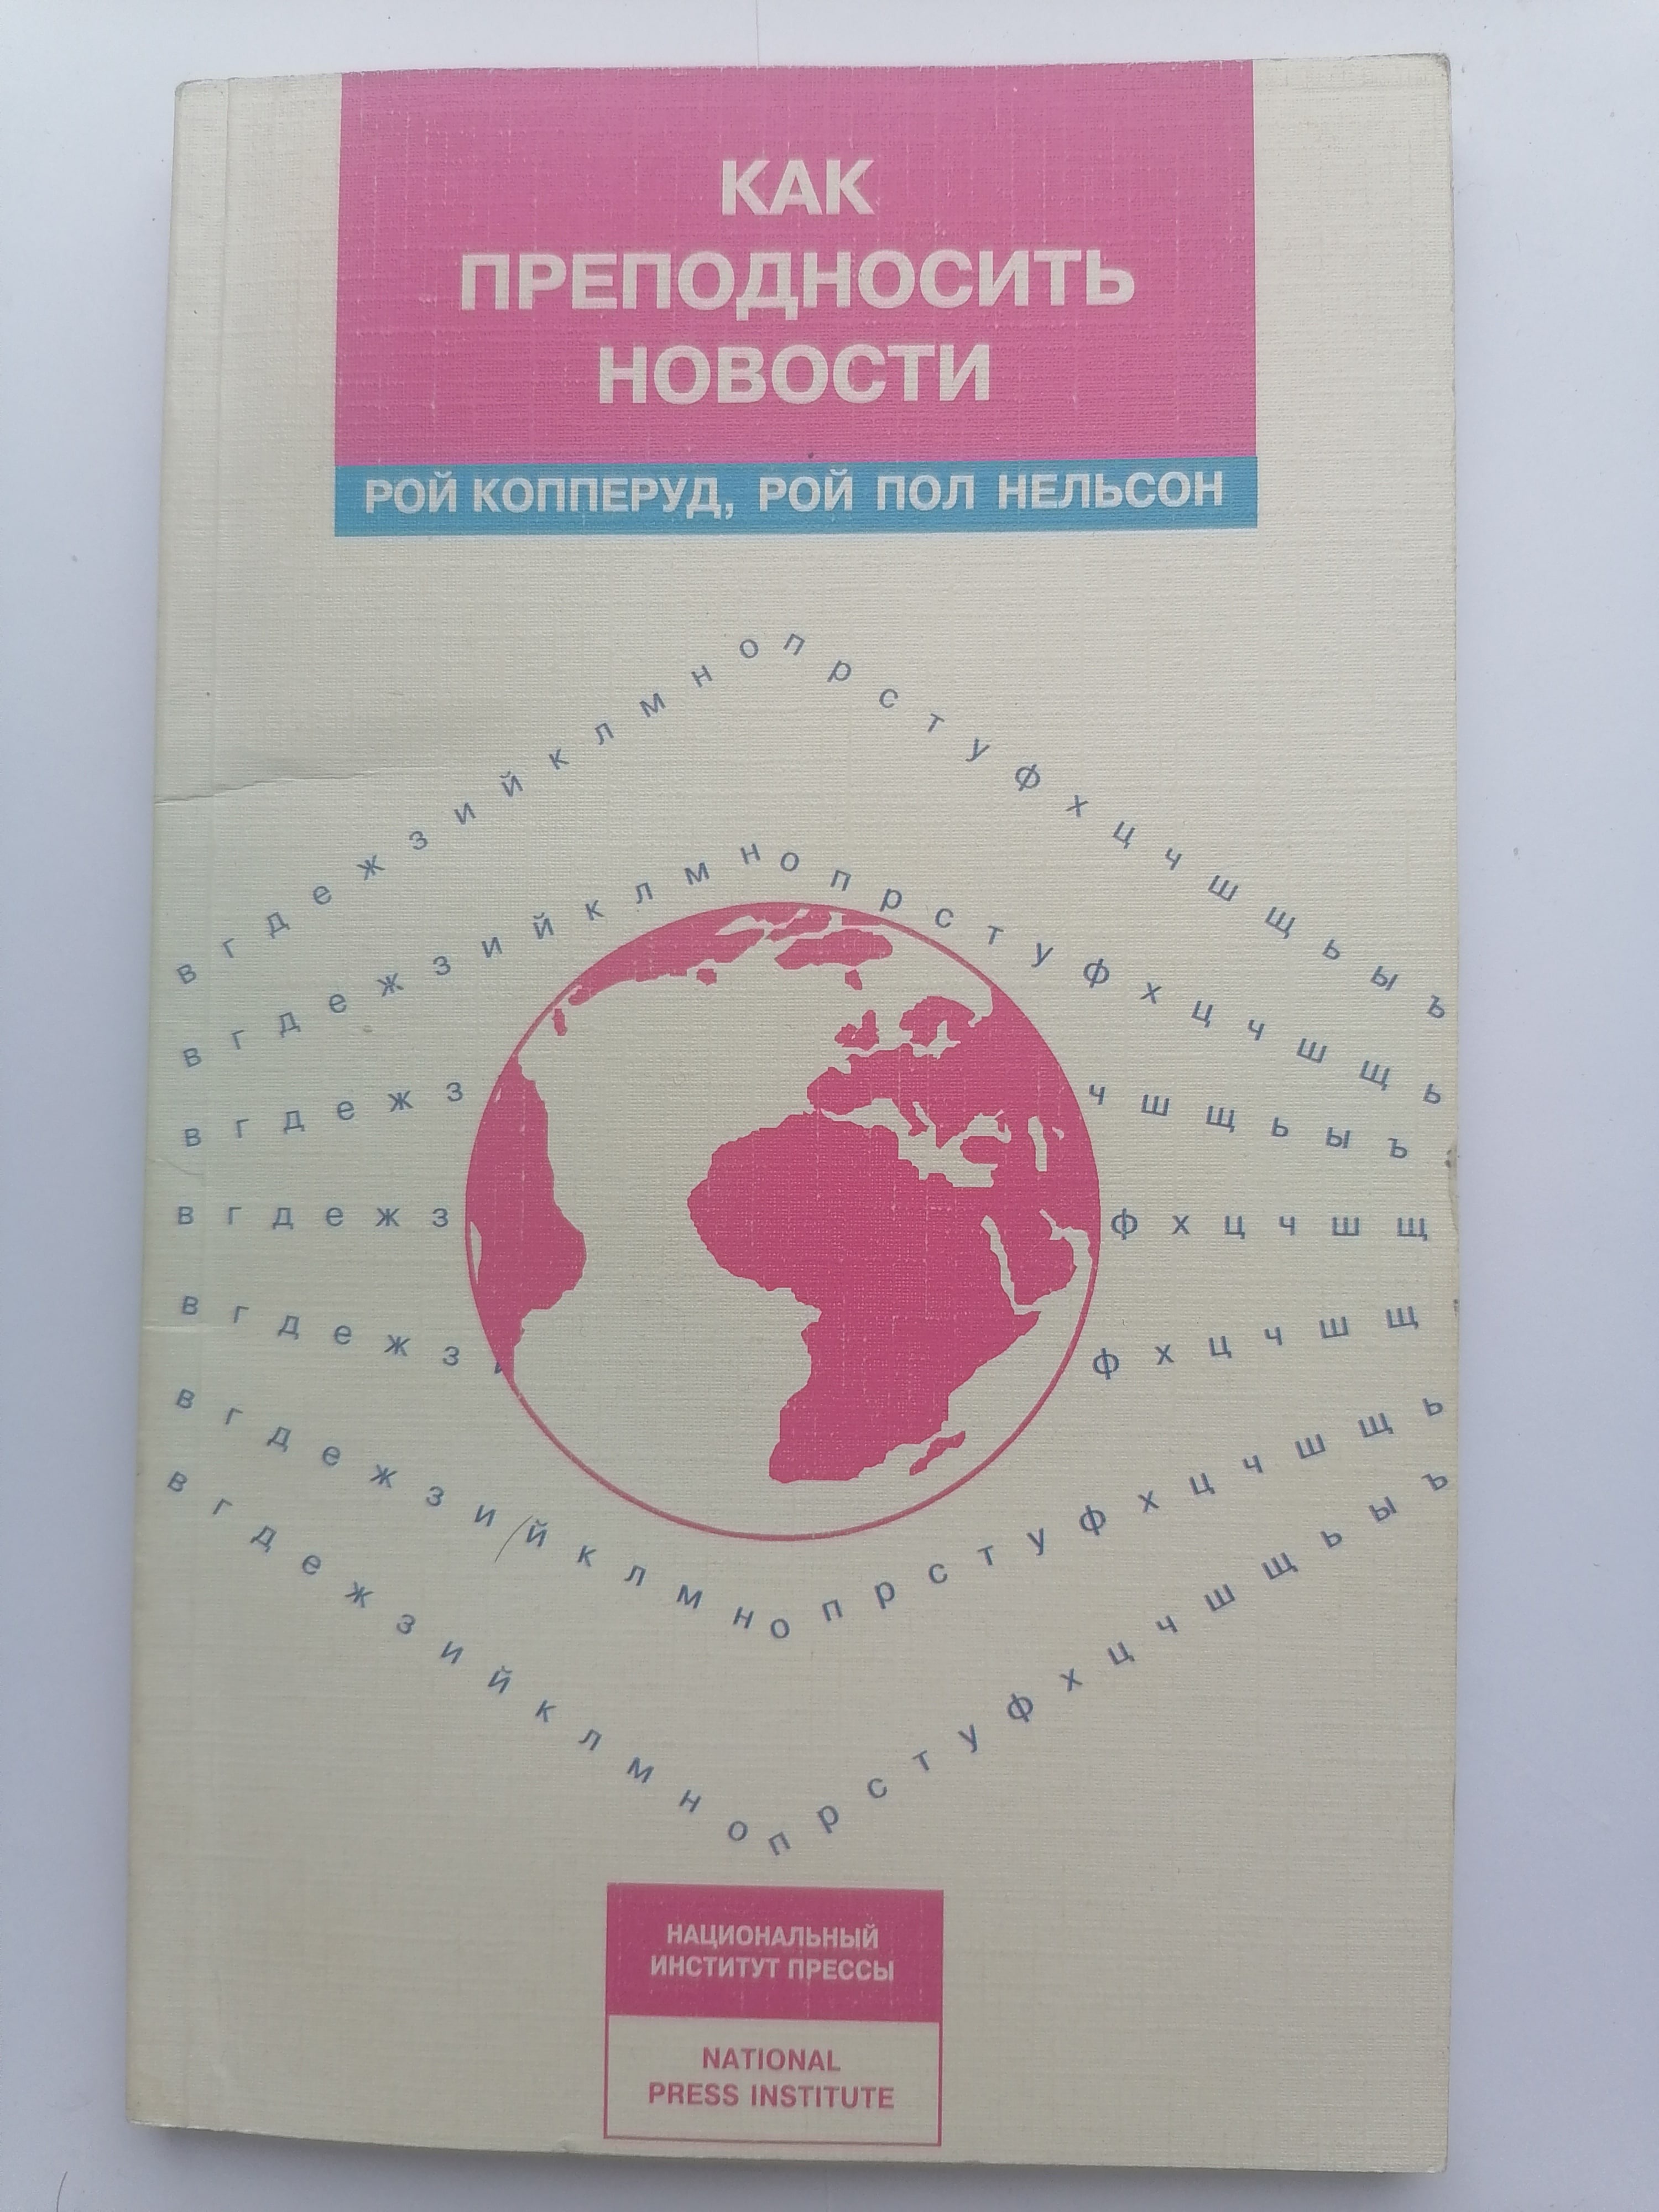 КАК
ПРЕПОДНОСИТЬ
НОВОСТИ
РОЙ КОППЕРУД, РОЙ ПОЛ НЕЛЬСОН
в г д е ж з и й к л м н о п р с т у ф х ц ч ш щ ь ы ъ
в г д е ж з и й к л м н о п р с т у ф х ц ч ш щ ь
в г д е ж з ч ш щ ь ы ъ
в г д е ж з ф х ц ч ш щ
в г д е ж з ф х ц ч ш щ
в г д е ж з и й к л м н о п р с т у ф х ц ч ш щ ь
в г д е ж з и й к л м н о п р с т у ф х ц ч ш щ ь ы ъ
НАЦИОНАЛЬНЫЙ
ИНСТИТУТ ПРЕССЫ
NATIONAL
PRESS INSTITUTE